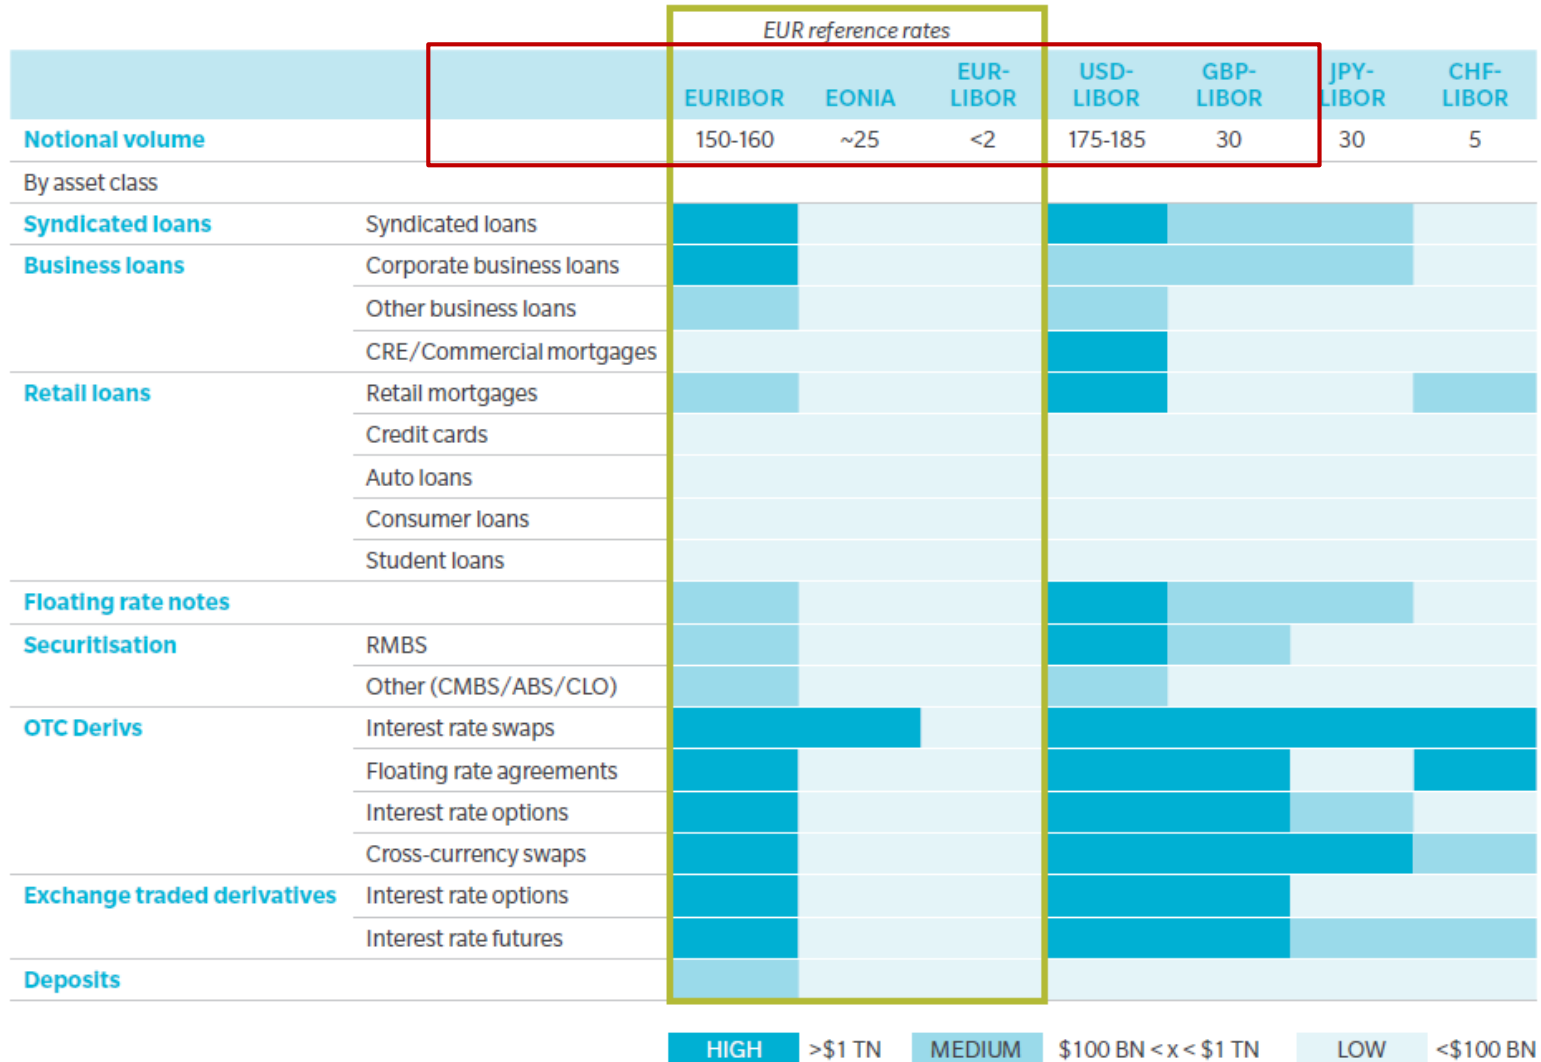 EUR reference rates
EURIBOR EONIA EUR-LIBOR USD-LIBOR GBP-LIBOR JPY-LIBOR CHF-LIBOR
Notional volume 150-160 ~25 <2 175-185 30 30 5
By asset class
Syndicated loans Syndicated loans
Business loans Corporate business loans
Other business loans
CRE/Commercial mortgages
Retail loans Retail mortgages
Credit cards
Auto loans
Consumer loans
Student loans
Floating rate notes
Securitisation RMBS
Other (CMBS/ABS/CLO)
OTC Derivs Interest rate swaps
Floating rate agreements
Interest rate options
Cross-currency swaps
Exchange traded derivatives Interest rate options
Interest rate futures
Deposits
HIGH >$1 TN MEDIUM $100 BN < x < $1 TN LOW <$100 BN